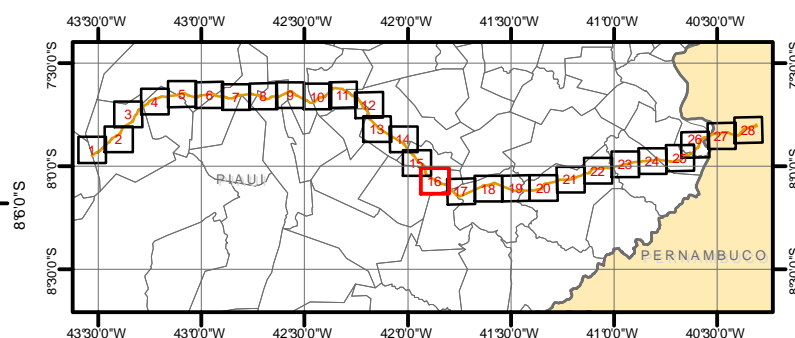 43°30'0"W 43°0'0"W 42°30'0"W 42°0'0"W 41°30'0"W 41°0'0"W 40°30'0"W
7°30'0"S 7°30'0"S
1 2 3 4 5 6 7 8 9 10 11 12 13 14 15 16 17 18 19 20 21 22 23 24 25 26 27 28
8°0'0"S 8°0'0"S
PIAUÍ
8°6'0"S
PERNAMBUCO
8°30'0"S 8°30'0"S
43°30'0"W 43°0'0"W 42°30'0"W 42°0'0"W 41°30'0"W 41°0'0"W 40°30'0"W